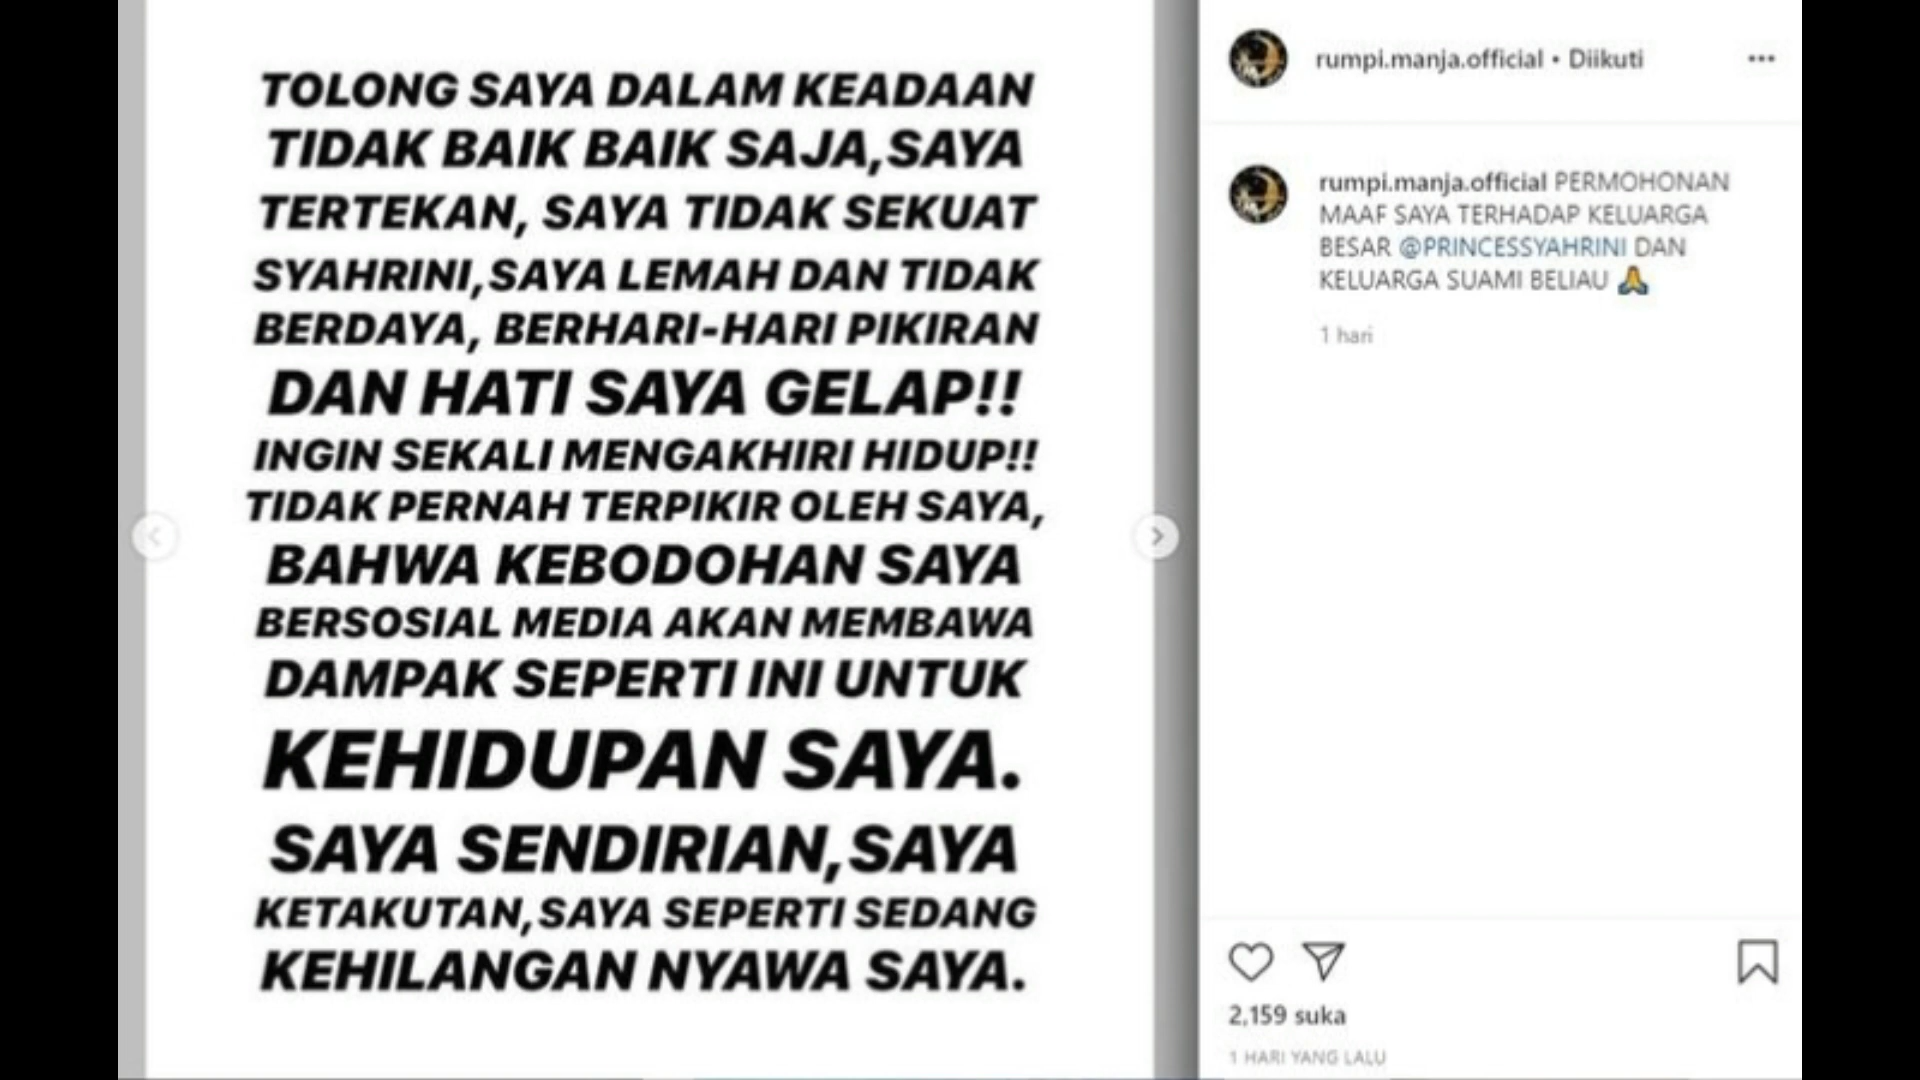 TOLONG SAYA DALAM KEADAAN
TIDAK BAIK BAIK SAJA,SAYA
TERTEKAN, SAYA TIDAK SEKUAT
SYAHRINI,SAYA LEMAH DAN TIDAK
BERDAYA, BERHARI-HARI PIKIRAN
DAN HATI SAYA GELAP!!
INGIN SEKALI MENGAKHIRI HIDUP!!
TIDAK PERNAH TERPIKIR OLEH SAYA,
BAHWA KEBODOHAN SAYA
BERSOSIAL MEDIA AKAN MEMBAWA
DAMPAK SEPERTI INI UNTUK
KEHIDUPAN SAYA.
SAYA SENDIRIAN,SAYA
KETAKUTAN,SAYA SEPERTI SEDANG
KEHILANGAN NYAWA SAYA.
rumpi.manja.official • Diikuti
rumpi.manja.official PERMOHONAN
MAAF SAYA TERHADAP KELUARGA
BESAR @PRINCESSYAHRINI DAN
KELUARGA SUAMI BELIAU 🙏
1 hari
2,159 suka
1 HARI YANG LALU